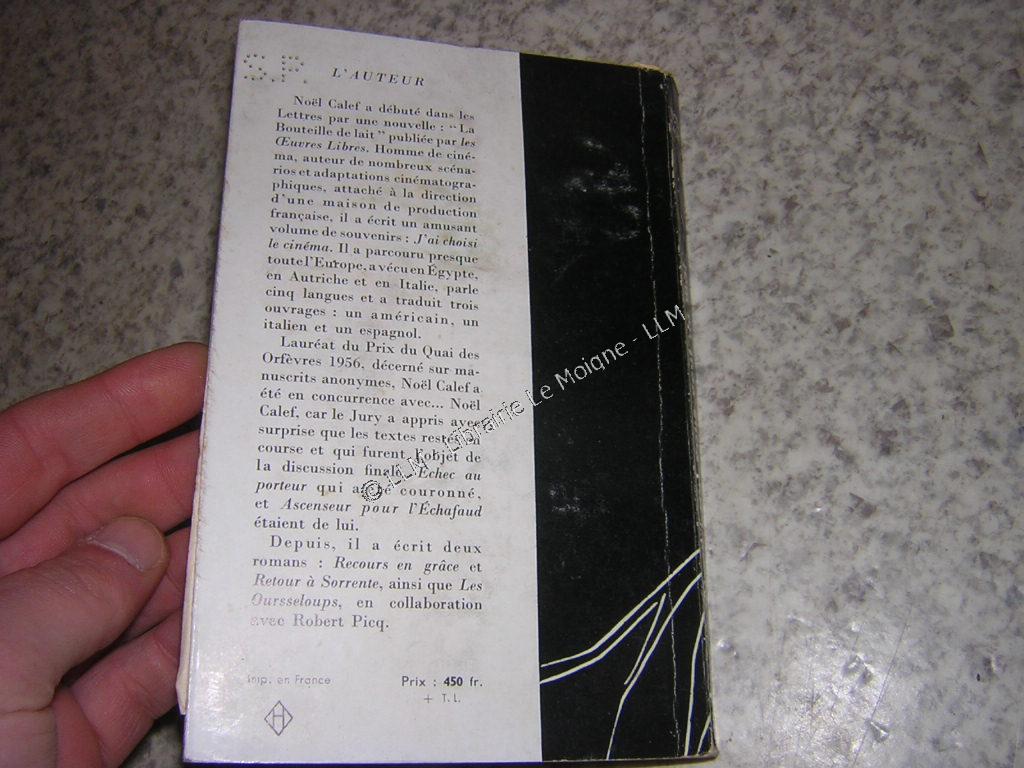 S.P.
L'AUTEUR
Noël Calef a débuté dans les
Lettres par une nouvelle : "La
Bouteille de lait" publiée par les
Œuvres Libres. Homme de ciné-
ma, auteur de nombreux scéna-
rios et adaptations cinématogra-
phiques, attaché à la direction
d'une maison de production
française, il a écrit un amusant
volume de souvenirs : J'ai choisi
le cinéma. Il a parcouru presque
toute l'Europe, a vécu en Égypte,
en Autriche et en Italie, parle
cinq langues et a traduit trois
ouvrages : un américain, un
italien et un espagnol.
Lauréat du Prix du Quai des
Orfèvres 1956, décerné sur ma-
nuscrits anonymes, Noël Calef a
été en concurrence avec... Noël
Calef, car le Jury a appris avec
surprise que les textes restés
course et qui furent l'objet de
la discussion finale Échec au
porteur qui a été couronné,
et Ascenseur pour l'Échafaud
étaient de lui.
Depuis, il a écrit deux
romans : Recours en grâce et
Retour à Sorrente, ainsi que Les
Oursseloups, en collaboration
avec Robert Picq.
Imp. en France
Prix : 450 fr.
+ T. L.
H
© LLM - Librairie Le Moigne - LLM